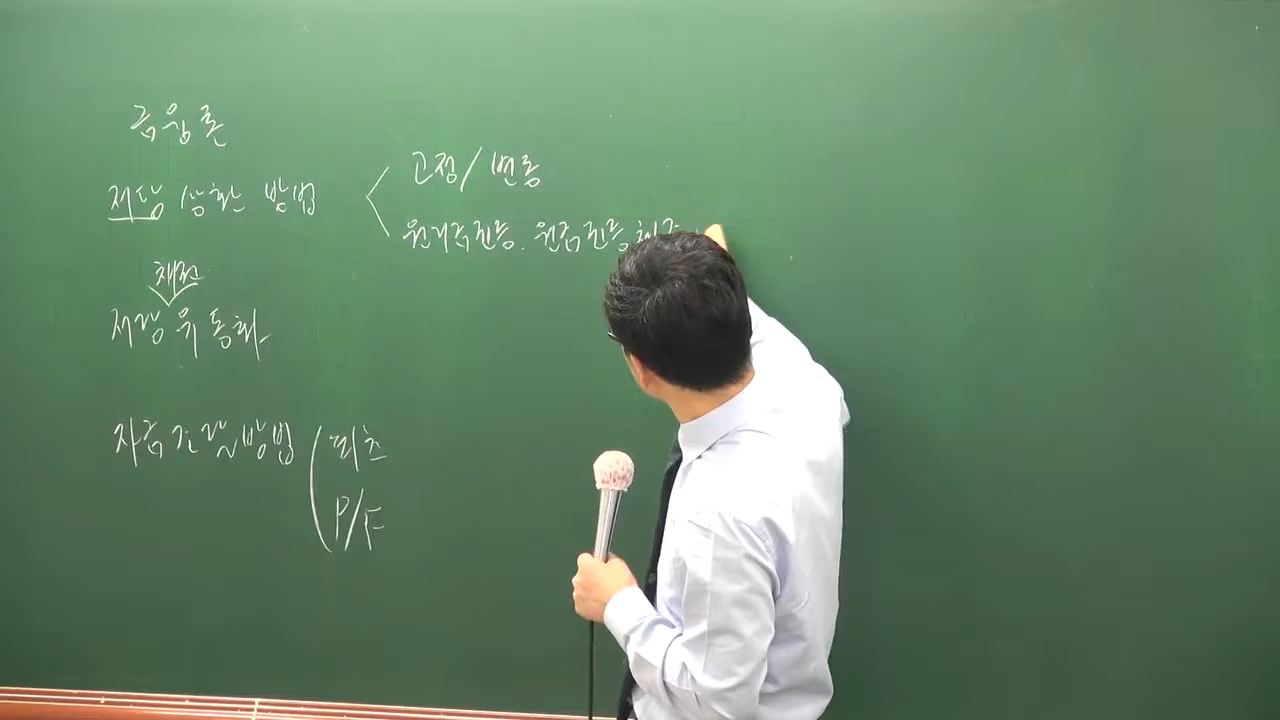 금융론
저당 상환 방법
고정/변동
원리금균등. 원금균등 체증
채권
저당유동화
자금조달방법
리츠
P/F